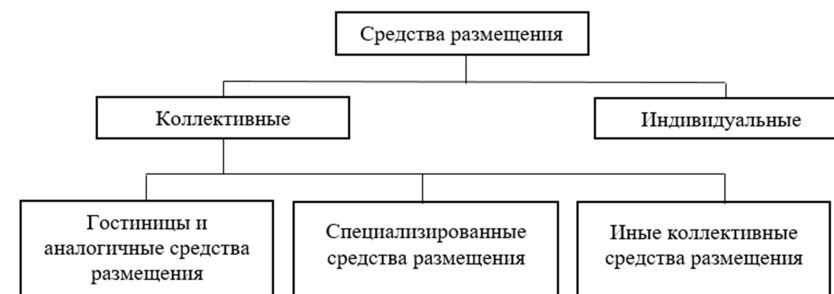 Средства размещения
Коллективные
Индивидуальные
Гостиницы и
аналогичные средства
размещения
Специализированные
средства размещения
Иные коллективные
средства размещения